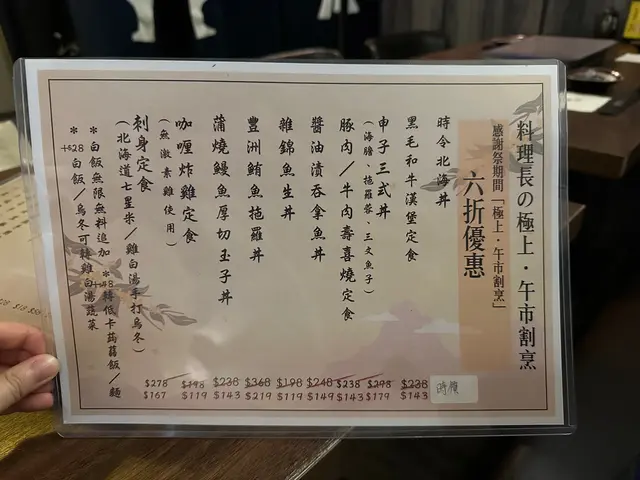 料理長の極上・午市割烹
感謝祭期間「極上・午市割烹」
六折優惠
時令北海丼
時價
黑毛和牛漢堡定食
$238
$143
申子三式丼
(海膽、拖羅蓉、三文魚子)
$298
$179
豚肉/牛肉壽喜燒定食
$238
$143
醬油漬吞拿魚丼
$248
$149
雜錦魚生丼
$198
$119
豐洲鮪魚拖羅丼
$368
$219
蒲燒鰻魚厚切玉子丼
$238
$143
咖喱炸雞定食
(無激素雞使用)
$198
$119
刺身定食
(北海道七星米/雞白湯手打烏冬)
$278
$167
*白飯無限無料追加 *+$48特低卡蒟蒻飯/麵
*+$28白飯/烏冬可轉雞白湯蔬菜